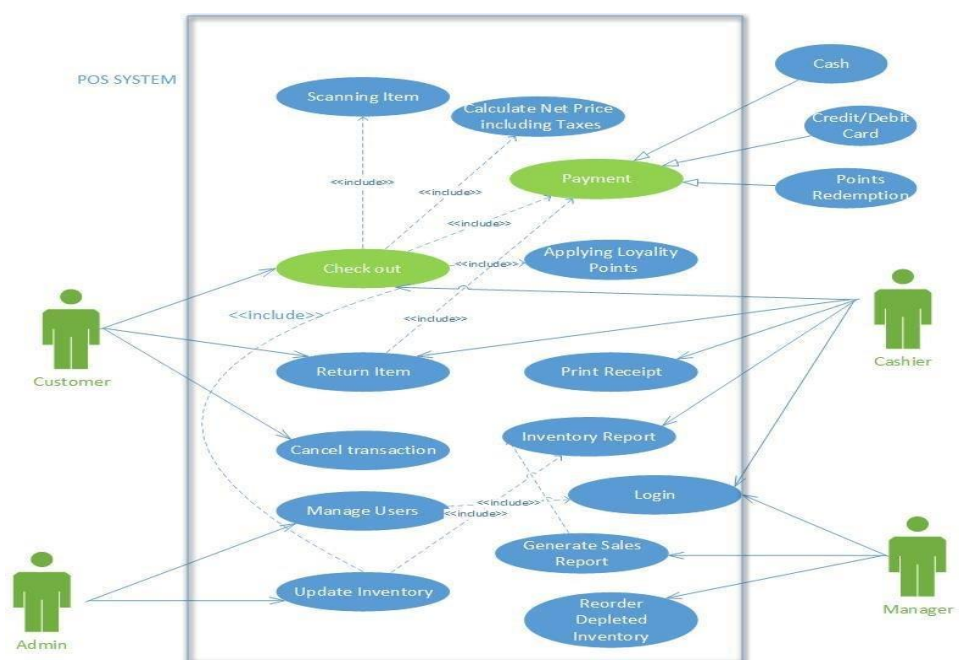 POS SYSTEM
Cash
Scanning Item
Calculate Net Price
including Taxes
Credit/Debit
Card
<<include>>
<<include>>
Payment
Points
Redemption
<<include>>
Applying Loyality
Points
Check out
<<include>>
<<include>>
<<include>>
Customer
Return Item
Print Receipt
Cashier
Inventory Report
Cancel transaction
Login
<<include>>
Manage Users
<<include>>
Generate Sales
Report
Update Inventory
Reorder
Depleted
Inventory
Manager
Admin